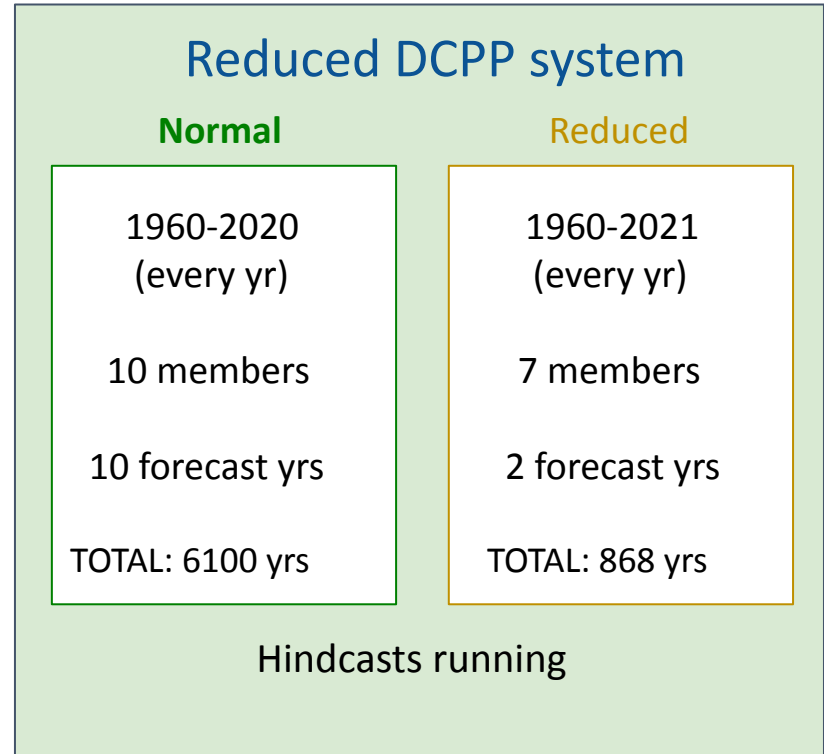 Reduced DCPP system
Normal
1960-2020
(every yr)
10 members
10 forecast yrs
TOTAL: 6100 yrs
Reduced
1960-2021
(every yr)
7 members
2 forecast yrs
TOTAL: 868 yrs
Hindcasts running